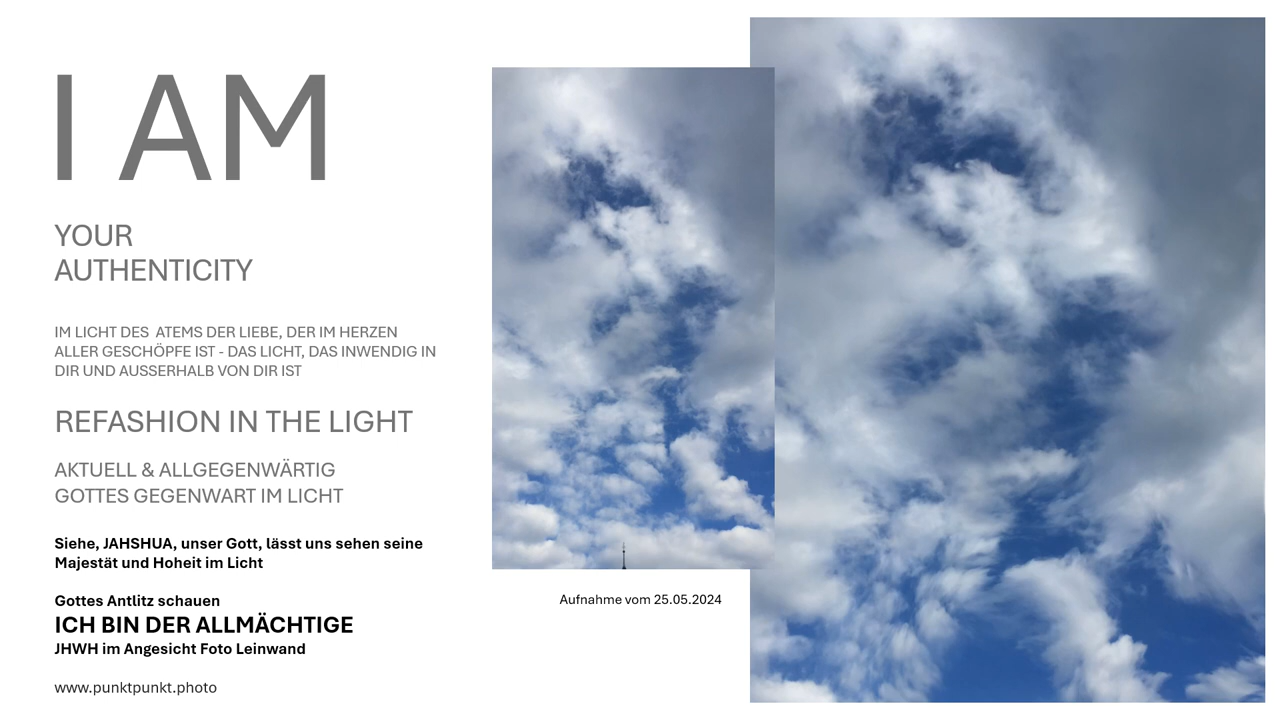 I AM
YOUR
AUTHENTICITY
IM LICHT DES  ATEMS DER LIEBE, DER IM HERZEN
ALLER GESCHÖPFE IST - DAS LICHT, DAS INWENDIG IN
DIR UND AUSSERHALB VON DIR IST
REFASHION IN THE LIGHT
AKTUELL & ALLGEGENWÄRTIG
GOTTES GEGENWART IM LICHT
Siehe, JAHSHUA, unser Gott, lässt uns sehen seine
Majestät und Hoheit im Licht
Gottes Antlitz schauen
ICH BIN DER ALLMÄCHTIGE
JHWH im Angesicht Foto Leinwand
www.punktpunkt.photo
Aufnahme vom 25.05.2024